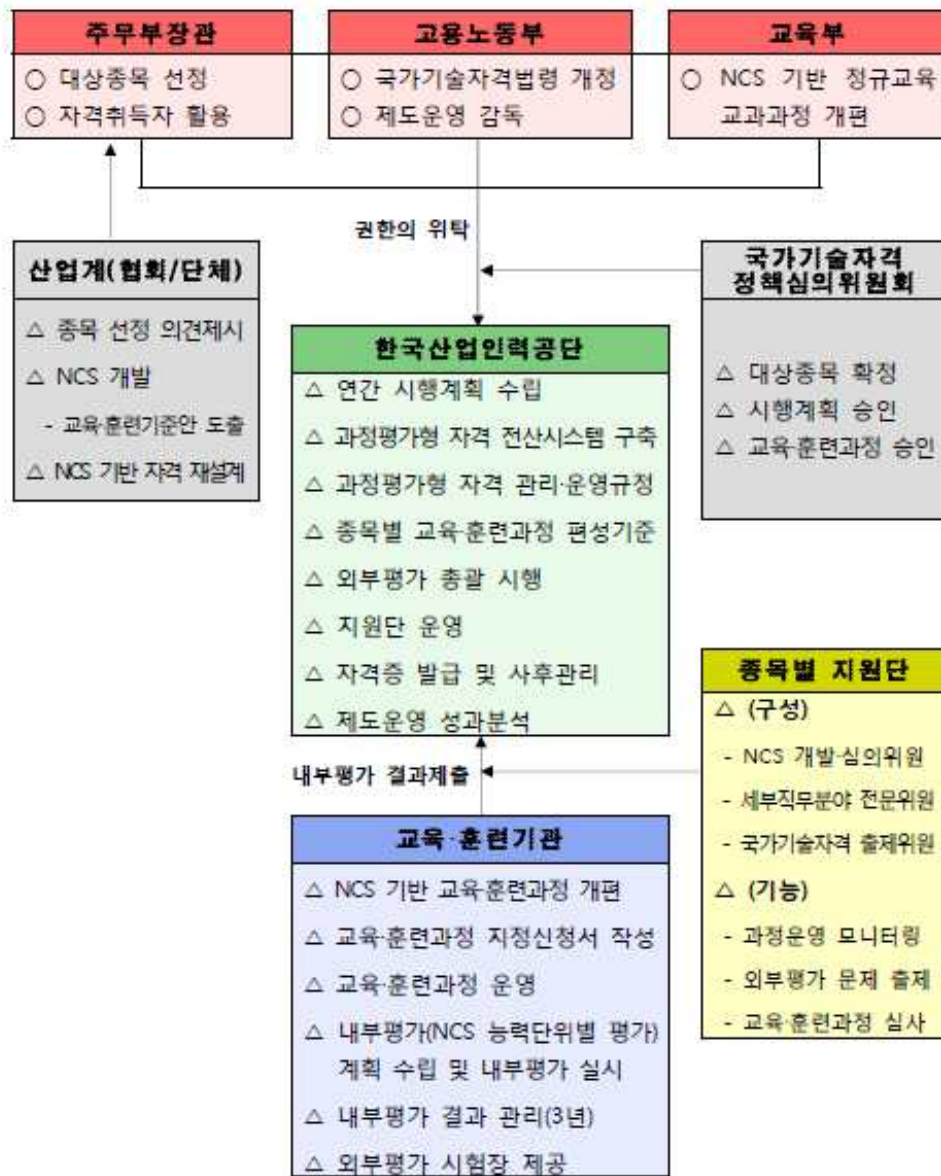 주무부장관
○ 대상종목 선정
○ 자격취득자 활용
고용노동부
○ 국가기술자격법령 개정
○ 제도운영 감독
교육부
○ NCS 기반 정규교육
교과과정 개편
권한의 위탁
산업계(협회/단체)
△ 종목 선정 의견제시
△ NCS 개발
- 교육·훈련기준안 도출
△ NCS 기반 자격 재설계
국가기술자격
정책심의위원회
△ 대상종목 확정
△ 시행계획 승인
△ 교육·훈련과정 승인
한국산업인력공단
△ 연간 시행계획 수립
△ 과정평가형 자격 전산시스템 구축
△ 과정평가형 자격 관리·운영규정
△ 종목별 교육·훈련과정 편성기준
△ 외부평가 총괄 시행
△ 지원단 운영
△ 자격증 발급 및 사후관리
△ 제도운영 성과분석
내부평가 결과제출
종목별 지원단
△ (구성)
- NCS 개발·심의위원
- 세부직무분야 전문위원
- 국가기술자격 출제위원
△ (기능)
- 과정운영 모니터링
- 외부평가 문제 출제
- 교육·훈련과정 심사
교육·훈련기관
△ NCS 기반 교육·훈련과정 개편
△ 교육·훈련과정 지정신청서 작성
△ 교육·훈련과정 운영
△ 내부평가(NCS 능력단위별 평가)
계획 수립 및 내부평가 실시
△ 내부평가 결과 관리(3년)
△ 외부평가 시험장 제공